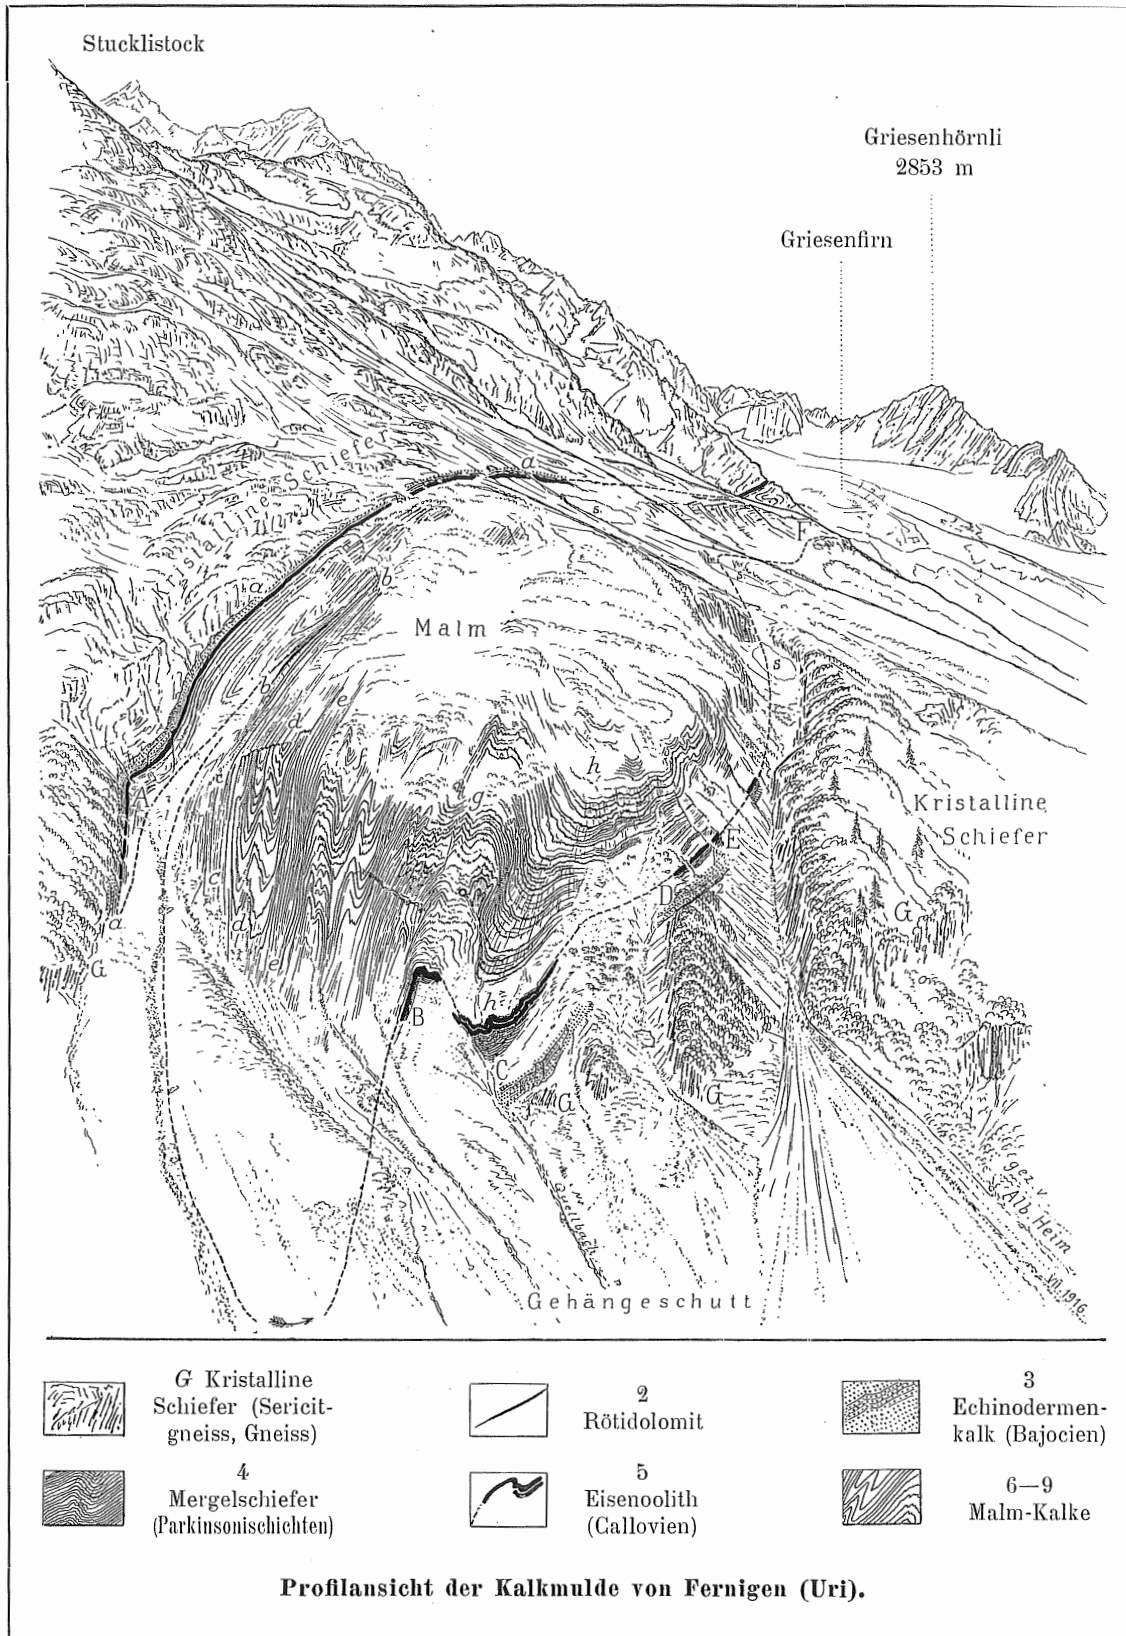 Stucklistock
Griesenhörnli
2853 m
Griesenfirn
Kristalline Schiefer
a
s.
F
a
b
Malm
s
s
b
e
d
c
f
h
A
g
Kristalline
Schiefer
E
D
c
d
a
e
G
G
B
h
C
G
G
Quellbach
Gehängeschutt
gez. v.
Alb. Heim
VII. 1916.
G Kristalline
Schiefer (Sericit-
gneiss, Gneiss)
2
Rötidolomit
3
Echinodermen-
kalk (Bajocien)
4
Mergelschiefer
(Parkinsonischichten)
5
Eisenoolith
(Callovien)
6—9
Malm-Kalke
Profilansicht der Kalkmulde von Fernigen (Uri).